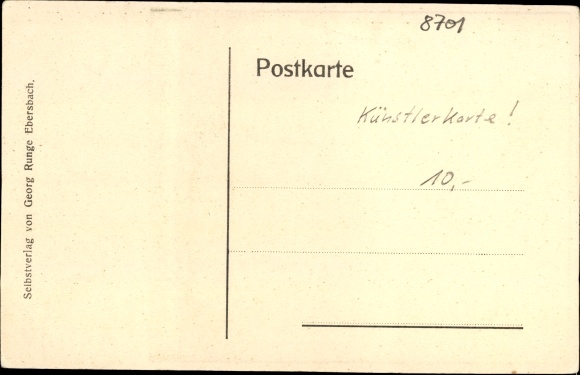 8701
Postkarte
Künstlerkarte!
10,-
Selbstverlag von Georg Runge Ebersbach.